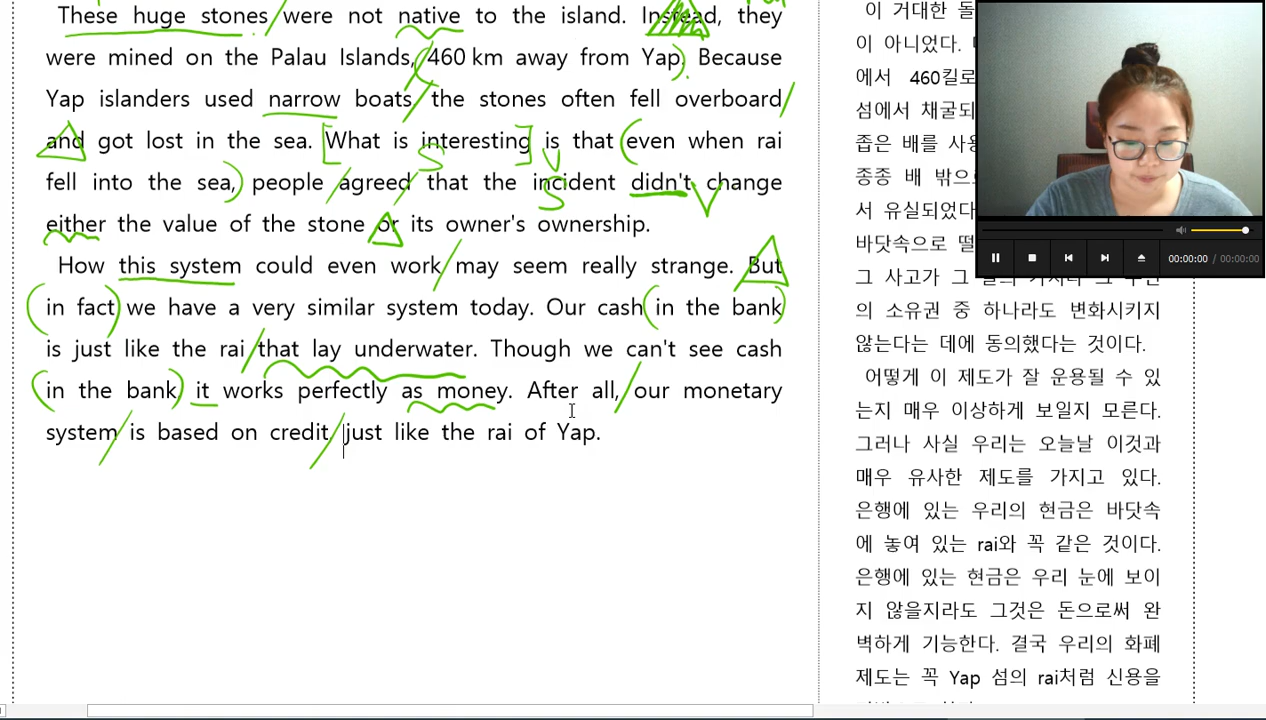 These huge stones were not native to the island. Instead, they
were mined on the Palau Islands, 460 km away from Yap. Because
Yap islanders used narrow boats, the stones often fell overboard
and got lost in the sea. What is interesting is that even when rai
fell into the sea, people agreed that the incident didn't change
either the value of the stone or its owner's ownership.
How this system could even work may seem really strange. But
in fact we have a very similar system today. Our cash in the bank
is just like the rai that lay underwater. Though we can't see cash
in the bank, it works perfectly as money. After all, our monetary
system is based on credit, just like the rai of Yap.
S
V
S
V
이 거대한 돌
이 아니었다.
에서 460킬로
섬에서 채굴되
좁은 배를 사용
종종 배 밖으
서 유실되었다
바닷속으로 떨
그 사고가 그
의 소유권 중 하나라도 변화시키지
않는다는 데에 동의했다는 것이다.
어떻게 이 제도가 잘 운용될 수 있
는지 매우 이상하게 보일지 모른다.
그러나 사실 우리는 오늘날 이것과
매우 유사한 제도를 가지고 있다.
은행에 있는 우리의 현금은 바닷속
에 놓여 있는 rai와 꼭 같은 것이다.
은행에 있는 현금은 우리 눈에 보이
지 않을지라도 그것은 돈으로써 완
벽하게 기능한다. 결국 우리의 화폐
제도는 꼭 Yap 섬의 rai처럼 신용을
00:00:00 / 00:00:00